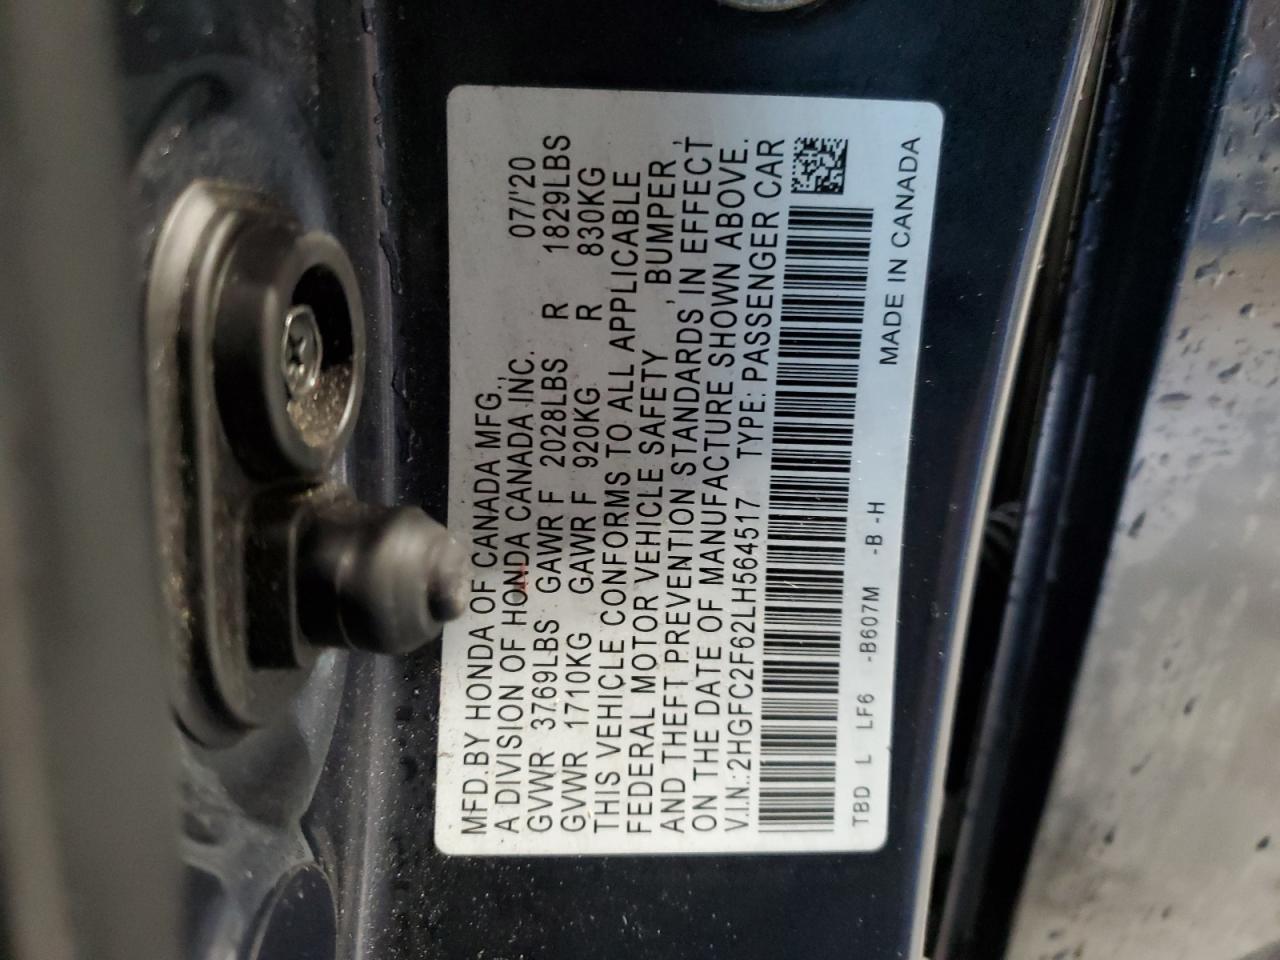 MFD.BY HONDA OF CANADA MFG.,
A DIVISION OF HONDA CANADA INC. 07/'20
GVWR 3769LBS GAWR F 2028LBS R 1829LBS
GVWR 1710KG GAWR F 920KG R 830KG
THIS VEHICLE CONFORMS TO ALL APPLICABLE
FEDERAL MOTOR VEHICLE SAFETY , BUMPER ,
AND THEFT PREVENTION STANDARDS IN EFFECT
ON THE DATE OF MANUFACTURE SHOWN ABOVE.
V.I.N.:2HGFC2F62LH564517 TYPE: PASSENGER CAR
TBD L LF6 -B607M -B -H MADE IN CANADA